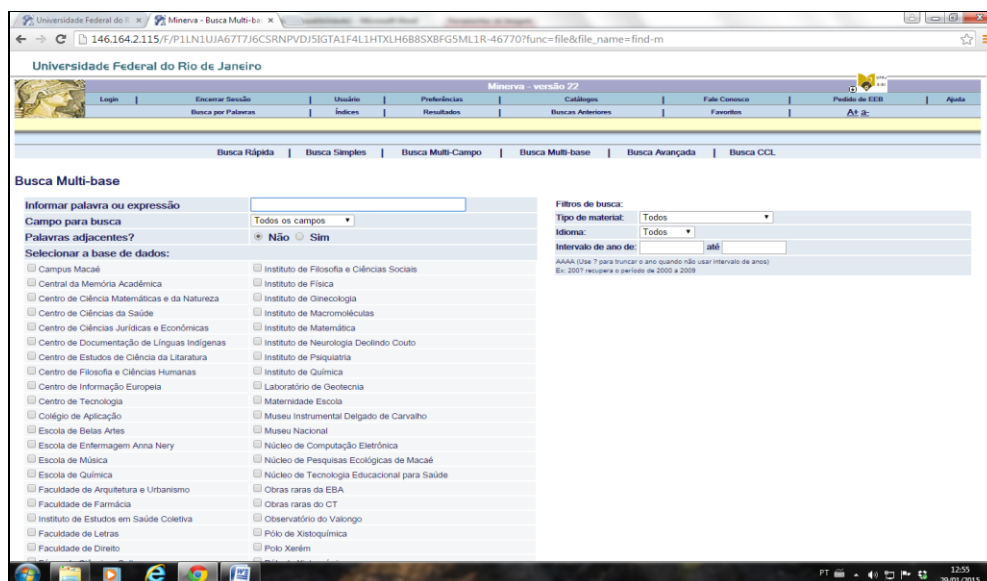 Universidade Federal do R
Minerva - Busca Multi-ba
146.164.2.115/F/P1LN1UJA67T7J6CSRNPVDJ5IGTA1F4L1HTXLH6B8SXBFG5ML1R-46770?func=file&file_name=find-m
Universidade Federal do Rio de Janeiro
Minerva - versão 22
Login | Encerrar Sessão | Usuário | Preferências | Catálogos | Fale Conosco | Pedido de EEB | Ajuda
Busca por Palavras | Índices | Resultados | Buscas Anteriores | Favoritos | A+ a-
Busca Rápida | Busca Simples | Busca Multi-Campo | Busca Multi-base | Busca Avançada | Busca CCL
Busca Multi-base
Informar palavra ou expressão
Campo para busca Todos os campos
Palavras adjacentes? Não Sim
Selecionar a base de dados:
Filtros de busca:
Tipo de material: Todos
Idioma: Todos
Intervalo de ano de: até
AAAA (Use ? para truncar o ano quando não usar intervalo de anos)
Ex: 200? recupera o período de 2000 a 2009
Campus Macaé
Central da Memória Acadêmica
Centro de Ciência Matemáticas e da Natureza
Centro de Ciências da Saúde
Centro de Ciências Jurídicas e Econômicas
Centro de Documentação de Línguas Indígenas
Centro de Estudos de Ciência da Litaratura
Centro de Filosofia e Ciências Humanas
Centro de Informação Europeia
Centro de Tecnologia
Colégio de Aplicação
Escola de Belas Artes
Escola de Enfermagem Anna Nery
Escola de Música
Escola de Química
Faculdade de Arquitetura e Urbanismo
Faculdade de Farmácia
Instituto de Estudos em Saúde Coletiva
Faculdade de Letras
Faculdade de Direito
Instituto de Filosofia e Ciências Sociais
Instituto de Física
Instituto de Ginecologia
Instituto de Macromoléculas
Instituto de Matemática
Instituto de Neurologia Deolindo Couto
Instituto de Psiquiatria
Instituto de Química
Laboratório de Geotecnia
Maternidade Escola
Museu Instrumental Delgado de Carvalho
Museu Nacional
Núcleo de Computação Eletrônica
Núcleo de Pesquisas Ecológicas de Macaé
Núcleo de Tecnologia Educacional para Saúde
Obras raras da EBA
Obras raras do CT
Observatório do Valongo
Pólo de Xistoquímica
Polo Xerém
PT
12:55
29/01/2015